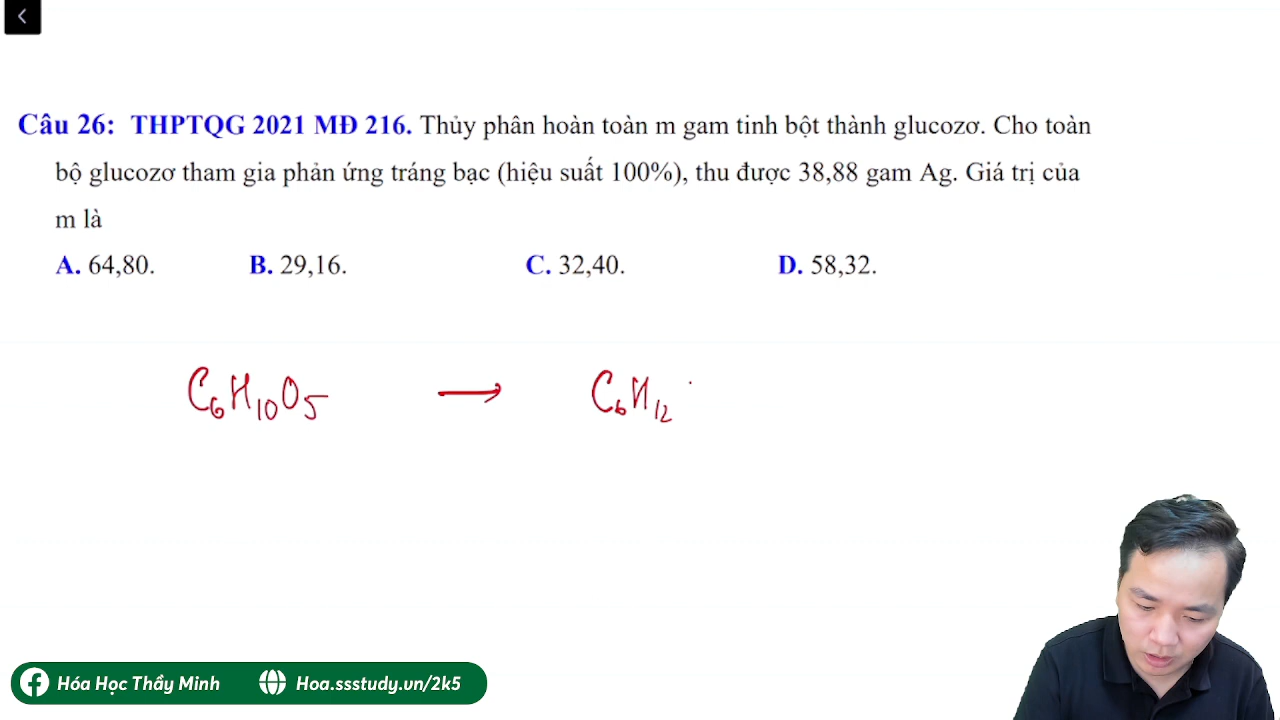 Câu 26: THPTQG 2021 MĐ 216. Thủy phân hoàn toàn m gam tinh bột thành glucozơ. Cho toàn
bộ glucozơ tham gia phản ứng tráng bạc (hiệu suất 100%), thu được 38,88 gam Ag. Giá trị của
m là
A. 64,80. B. 29,16. C. 32,40. D. 58,32.
C₆H₁₀O₅ → C₆H₁₂
Hóa Học Thầy Minh Hoa.ssstudy.vn/2k5